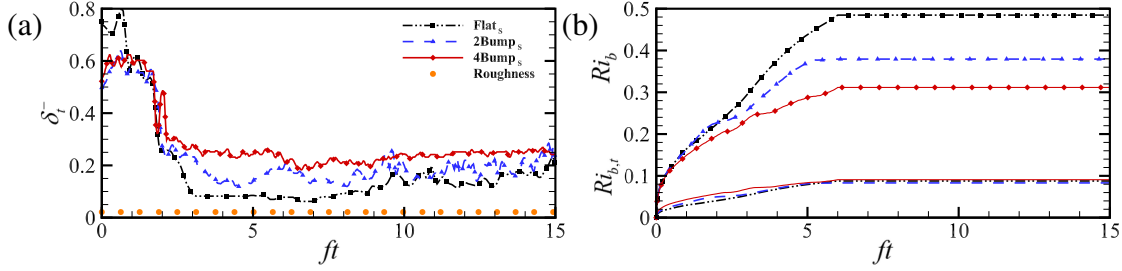 (a)
δ_t^-
0.8
0.6
0.4
0.2
0
Flat_s
2Bump_s
4Bump_s
Roughness
0 5 10 15
ft
(b)
Ri_b
Ri_{b,t}
0.5
0.4
0.3
0.2
0.1
0
0 5 10 15
ft